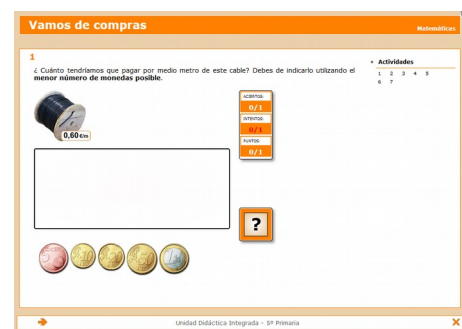 Vamos de compras
Matemáticas
1
¿ Cuánto tendríamos que pagar por medio metro de este cable? Debes de indicarlo utilizando el
menor número de monedas posible.
• Actividades
1 2 3 4 5
6 7
0,60 €/m
ACIERTOS:
0/1
INTENTOS:
0/1
PUNTOS:
0/1
?
Unidad Didáctica Integrada - 5º Primaria